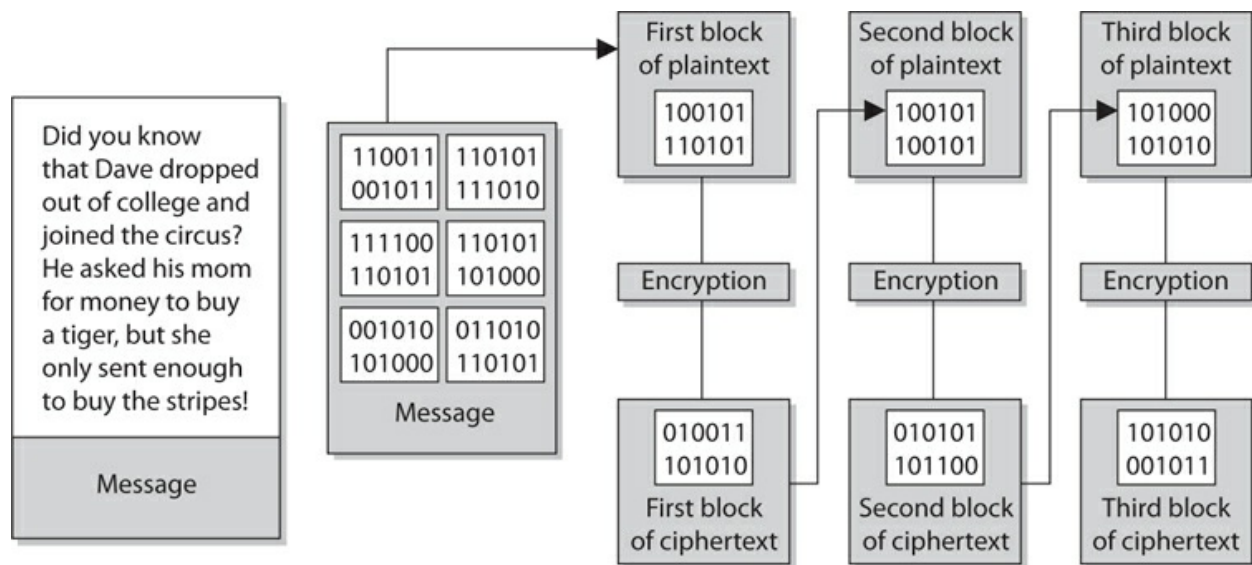 Did you know
that Dave dropped
out of college and
joined the circus?
He asked his mom
for money to buy
a tiger, but she
only sent enough
to buy the stripes!
Message
110011 110101
001011 111010
111100 110101
110101 101000
001010 011010
101000 110101
Message
First block
of plaintext
100101
110101
Encryption
010011
101010
First block
of ciphertext
Second block
of plaintext
100101
100101
Encryption
010101
101100
Second block
of ciphertext
Third block
of plaintext
101000
101010
Encryption
101010
001011
Third block
of ciphertext